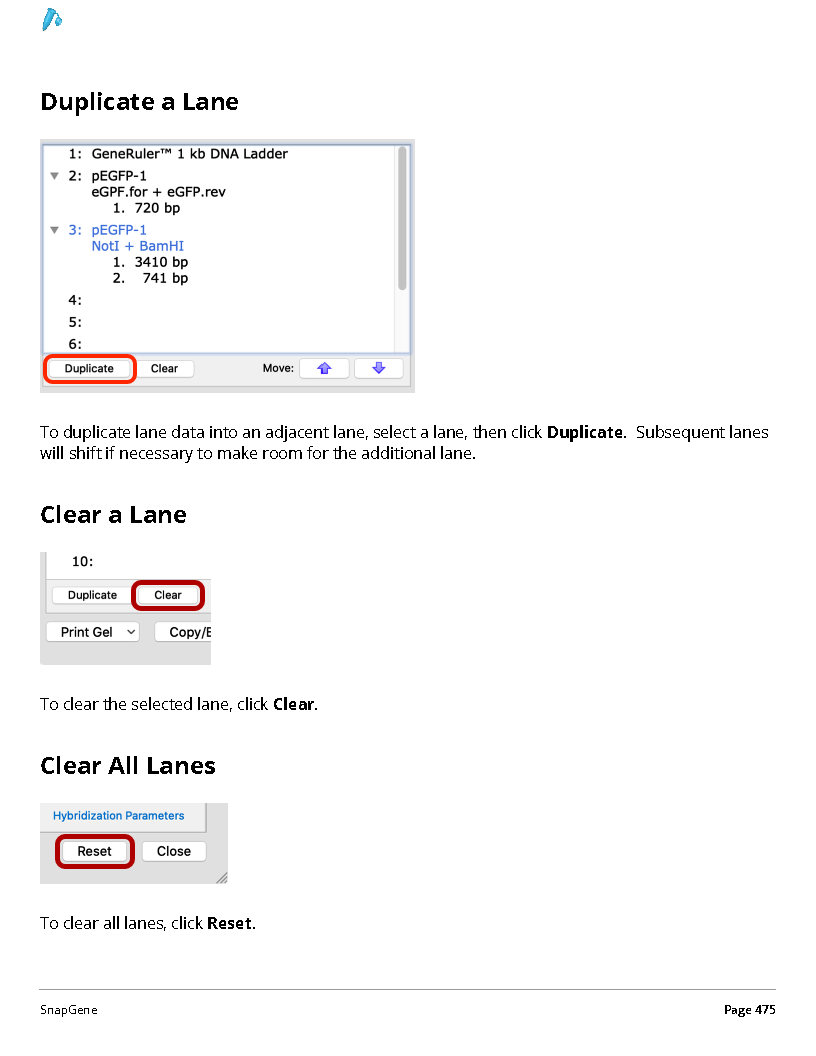 Duplicate a Lane
1: GeneRuler™ 1 kb DNA Ladder
2: pEGFP-1
eGPF.for + eGFP.rev
1. 720 bp
3: pEGFP-1
NotI + BamHI
1. 3410 bp
2. 741 bp
4:
5:
6:
Duplicate Clear Move:
To duplicate lane data into an adjacent lane, select a lane, then click Duplicate. Subsequent lanes
will shift if necessary to make room for the additional lane.
Clear a Lane
10:
Duplicate Clear
Print Gel Copy/E
To clear the selected lane, click Clear.
Clear All Lanes
Hybridization Parameters
Reset Close
To clear all lanes, click Reset.
SnapGene Page 475